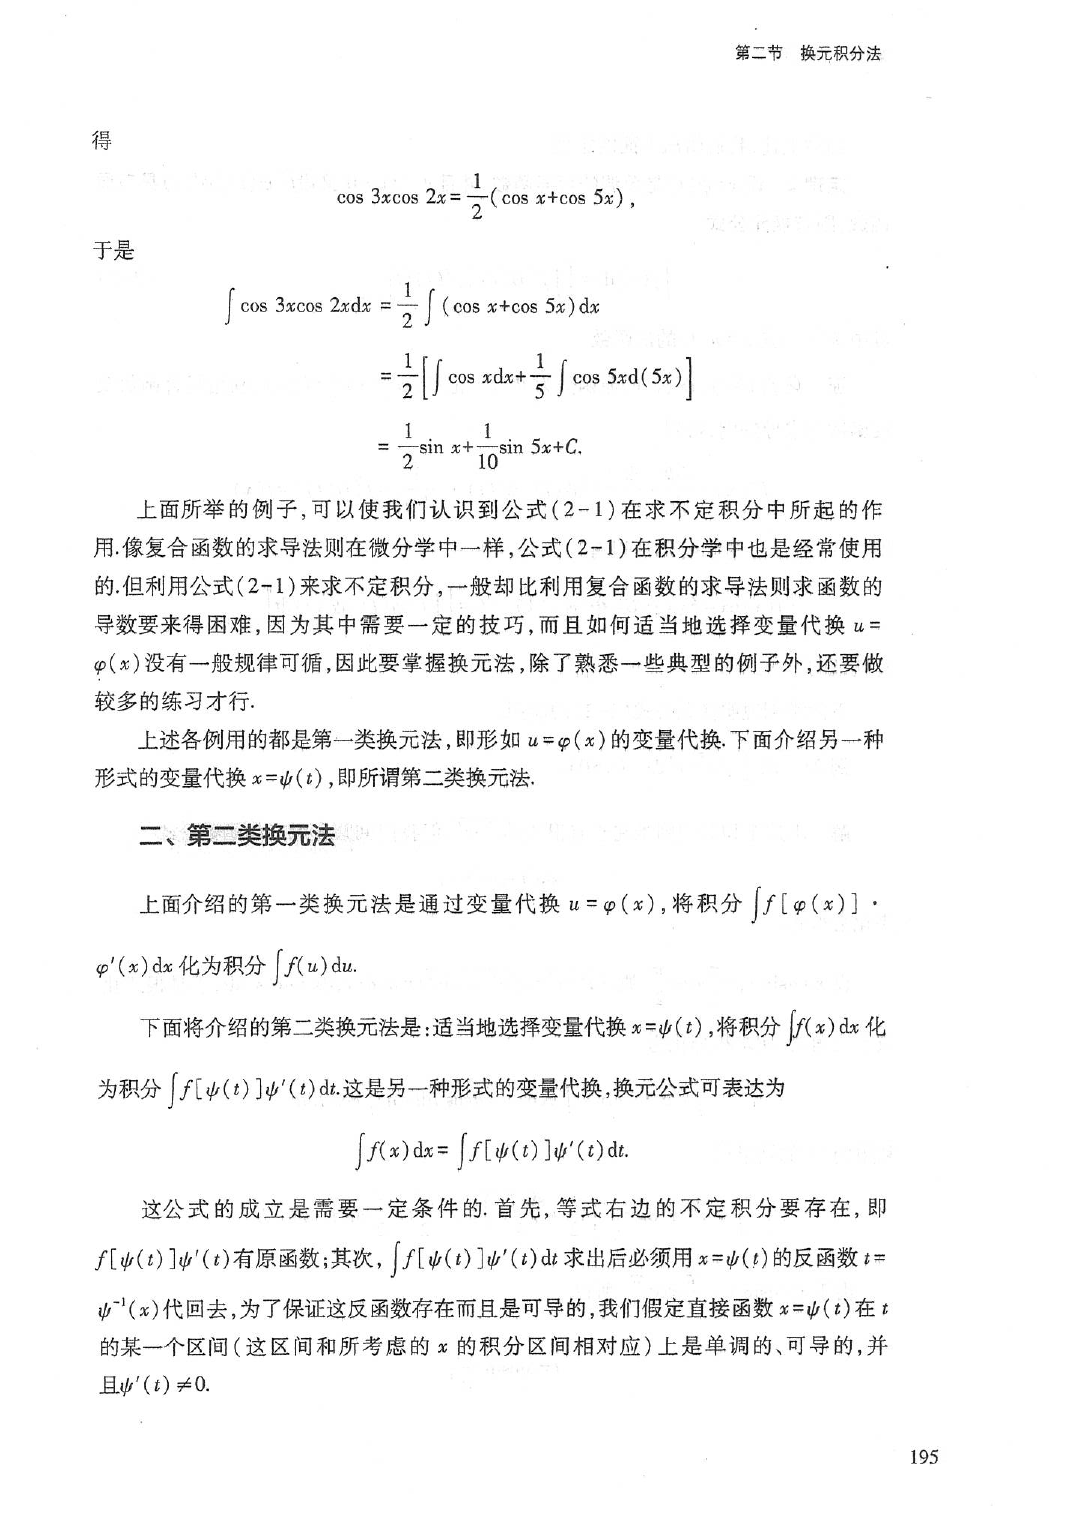 第二节 换元积分法
得
cos 3xcos 2x=\frac{1}{2}(cos x+cos 5x),
于是
∫cos 3xcos 2xdx=\frac{1}{2}∫(cos x+cos 5x)dx
=\frac{1}{2}[∫cos xdx+\frac{1}{5}∫cos 5xd(5x)]
=\frac{1}{2}sin x+\frac{1}{10}sin 5x+C.
上面所举的例子,可以使我们认识到公式(2-1)在求不定积分中所起的作
用.像复合函数的求导法则在微分学中一样,公式(2-1)在积分学中也是经常使用
的.但利用公式(2-1)来求不定积分,一般却比利用复合函数的求导法则求函数的
导数要来得困难,因为其中需要一定的技巧,而且如何适当地选择变量代换 u=
φ(x)没有一般规律可循,因此要掌握换元法,除了熟悉一些典型的例子外,还要做
较多的练习才行.
上述各例用的都是第一类换元法,即形如 u=φ(x)的变量代换.下面介绍另一种
形式的变量代换 x=ψ(t),即所谓第二类换元法.
二、第二类换元法
上面介绍的第一类换元法是通过变量代换 u=φ(x),将积分∫f[φ(x)]·
φ'(x)dx 化为积分∫f(u)du.
下面将介绍的第二类换元法是:适当地选择变量代换 x=ψ(t),将积分∫f(x)dx 化
为积分∫f[ψ(t)]ψ'(t)dt.这是另一种形式的变量代换,换元公式可表达为
∫f(x)dx=∫f[ψ(t)]ψ'(t)dt.
这公式的成立是需要一定条件的.首先,等式右边的不定积分要存在,即
f[ψ(t)]ψ'(t)有原函数;其次,∫f[ψ(t)]ψ'(t)dt 求出后必须用 x=ψ(t)的反函数 t=
ψ⁻¹(x)代回去,为了保证这反函数存在而且是可导的,我们假定直接函数 x=ψ(t)在 t
的某一个区间(这区间和所考虑的 x 的积分区间相对应)上是单调的、可导的,并
且ψ'(t)≠0.
195